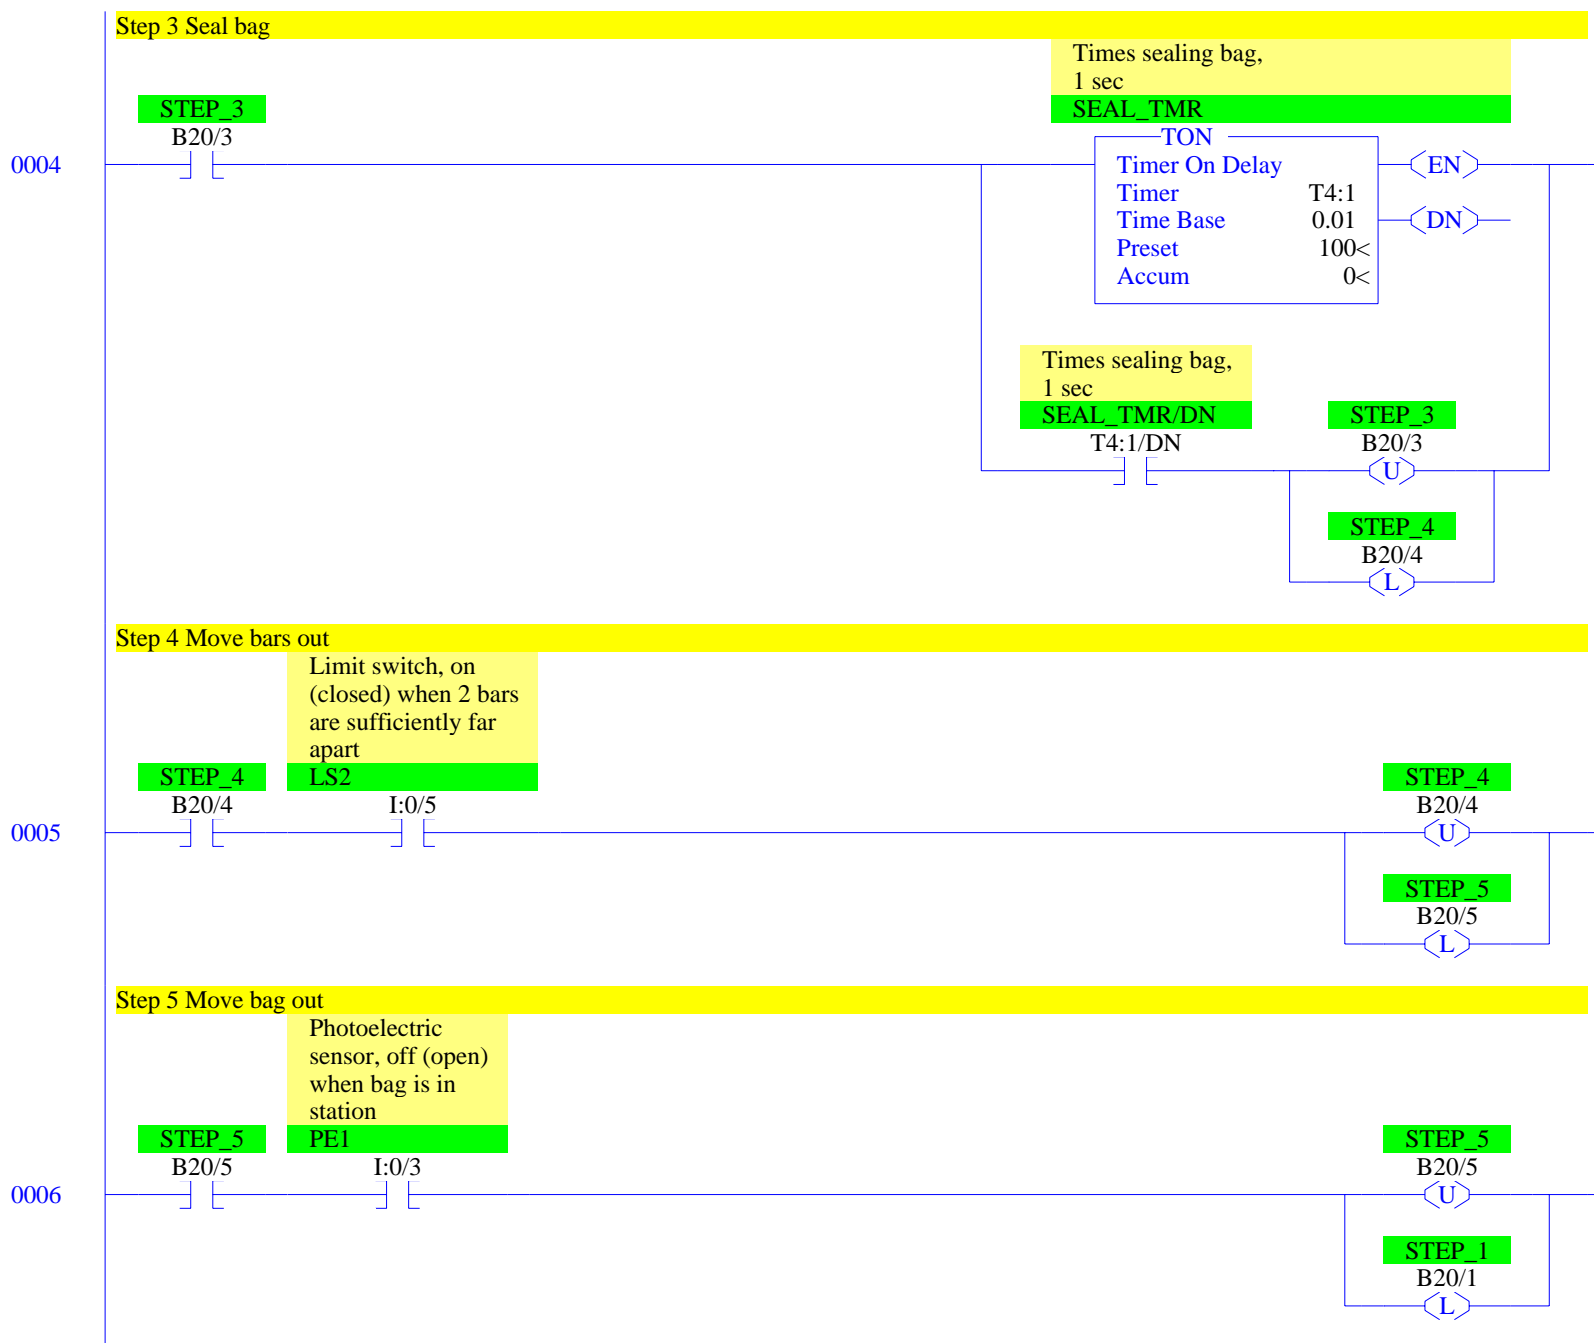 Step 3 Seal bag
Times sealing bag,
1 sec
STEP_3
SEAL_TMR
B20/3
TON
0004
Timer On Delay
EN
Timer T4:1
Time Base 0.01
DN
Preset 100<
Accum 0<
Times sealing bag,
1 sec
SEAL_TMR/DN
STEP_3
T4:1/DN
B20/3
U
STEP_4
B20/4
L
Step 4 Move bars out
Limit switch, on
(closed) when 2 bars
are sufficiently far
apart
STEP_4
LS2
STEP_4
B20/4
I:0/5
B20/4
0005
U
STEP_5
B20/5
L
Step 5 Move bag out
Photoelectric
sensor, off (open)
when bag is in
station
STEP_5
PE1
STEP_5
B20/5
I:0/3
B20/5
0006
U
STEP_1
B20/1
L